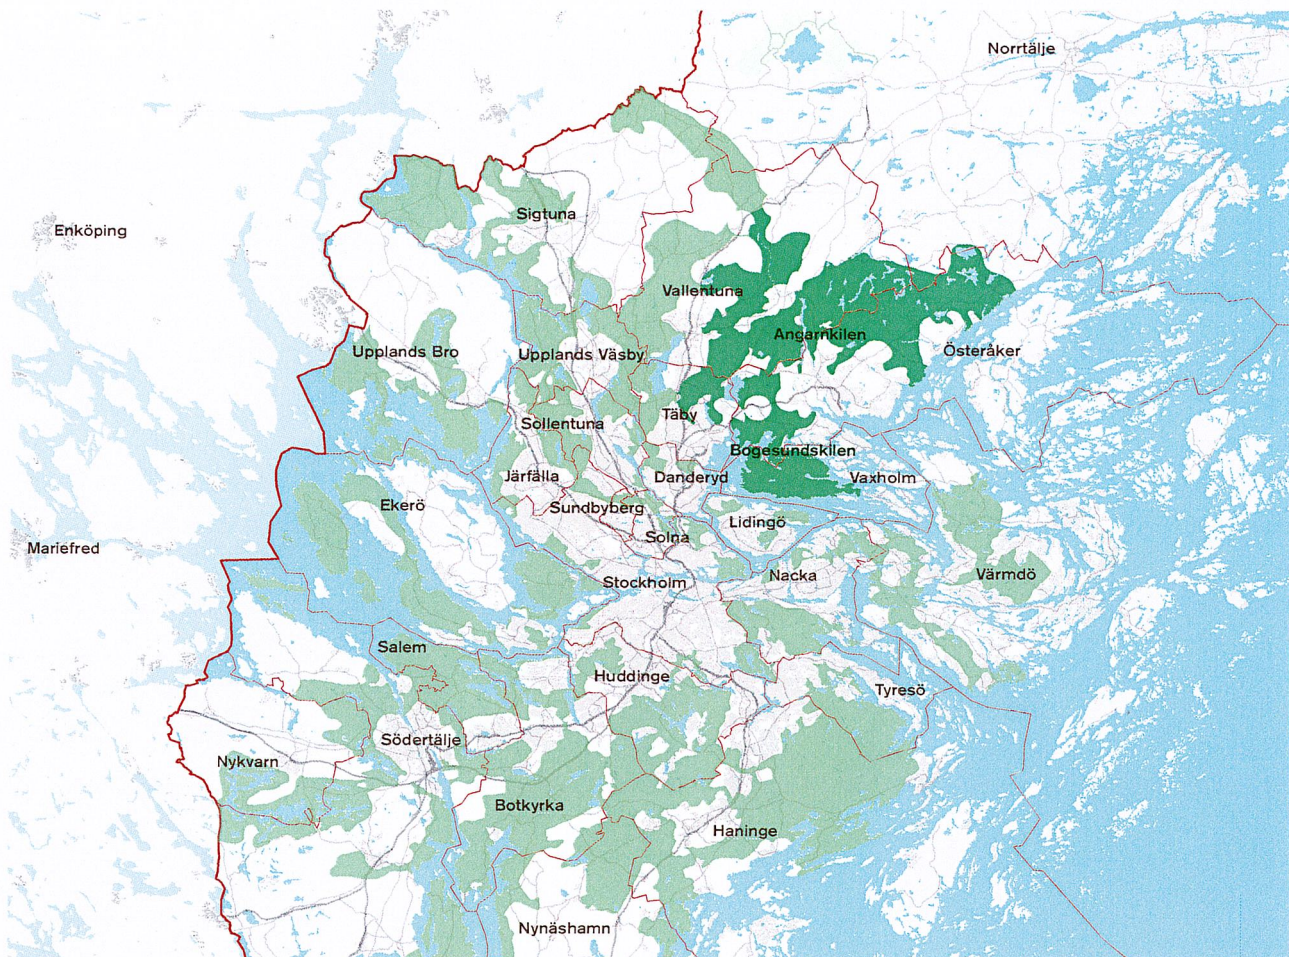 Norrtälje
Sigtuna
Enköping
Vallentuna
Angarnkilen
Upplands Bro
Upplands Väsby
Österåker
Täby
Sollentuna
Bogesundskilen
Järfälla
Danderyd
Vaxholm
Ekerö
Sundbyberg
Lidingö
Solna
Mariefred
Stockholm
Nacka
Värmdö
Salem
Huddinge
Tyresö
Södertälje
Nykvarn
Botkyrka
Haninge
Nynäshamn